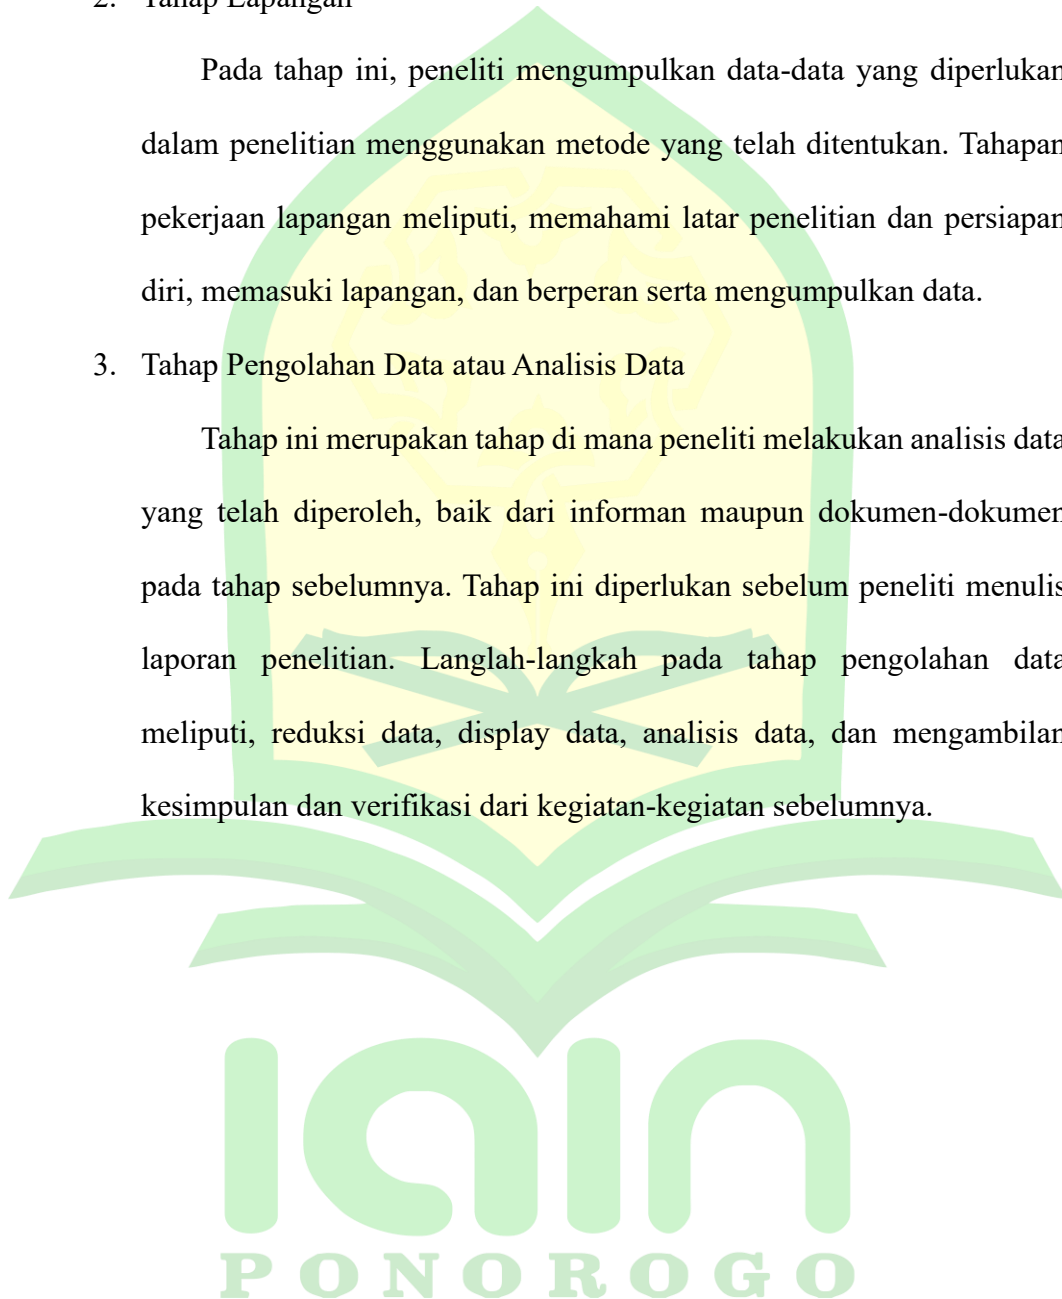 2. Tahap Lapangan
Pada tahap ini, peneliti mengumpulkan data-data yang diperlukan
dalam penelitian menggunakan metode yang telah ditentukan. Tahapan
pekerjaan lapangan meliputi, memahami latar penelitian dan persiapan
diri, memasuki lapangan, dan berperan serta mengumpulkan data.
3. Tahap Pengolahan Data atau Analisis Data
Tahap ini merupakan tahap di mana peneliti melakukan analisis data
yang telah diperoleh, baik dari informan maupun dokumen-dokumen
pada tahap sebelumnya. Tahap ini diperlukan sebelum peneliti menulis
laporan penelitian. Langlah-langkah pada tahap pengolahan data
meliputi, reduksi data, display data, analisis data, dan mengambilan
kesimpulan dan verifikasi dari kegiatan-kegiatan sebelumnya.
iain
PONOROGO